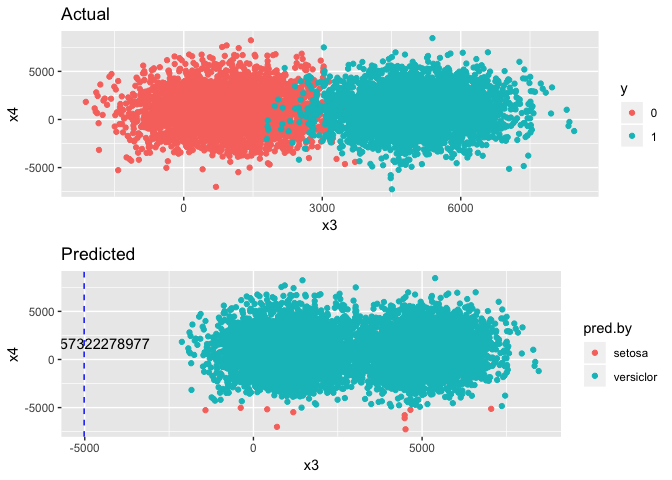 Actual
5000
0
-5000
x4
0
3000
6000
x3
y
0
1
Predicted
5000
0
-5000
x4
57322278977
-5000
0
5000
x3
pred.by
setosa
versiclor